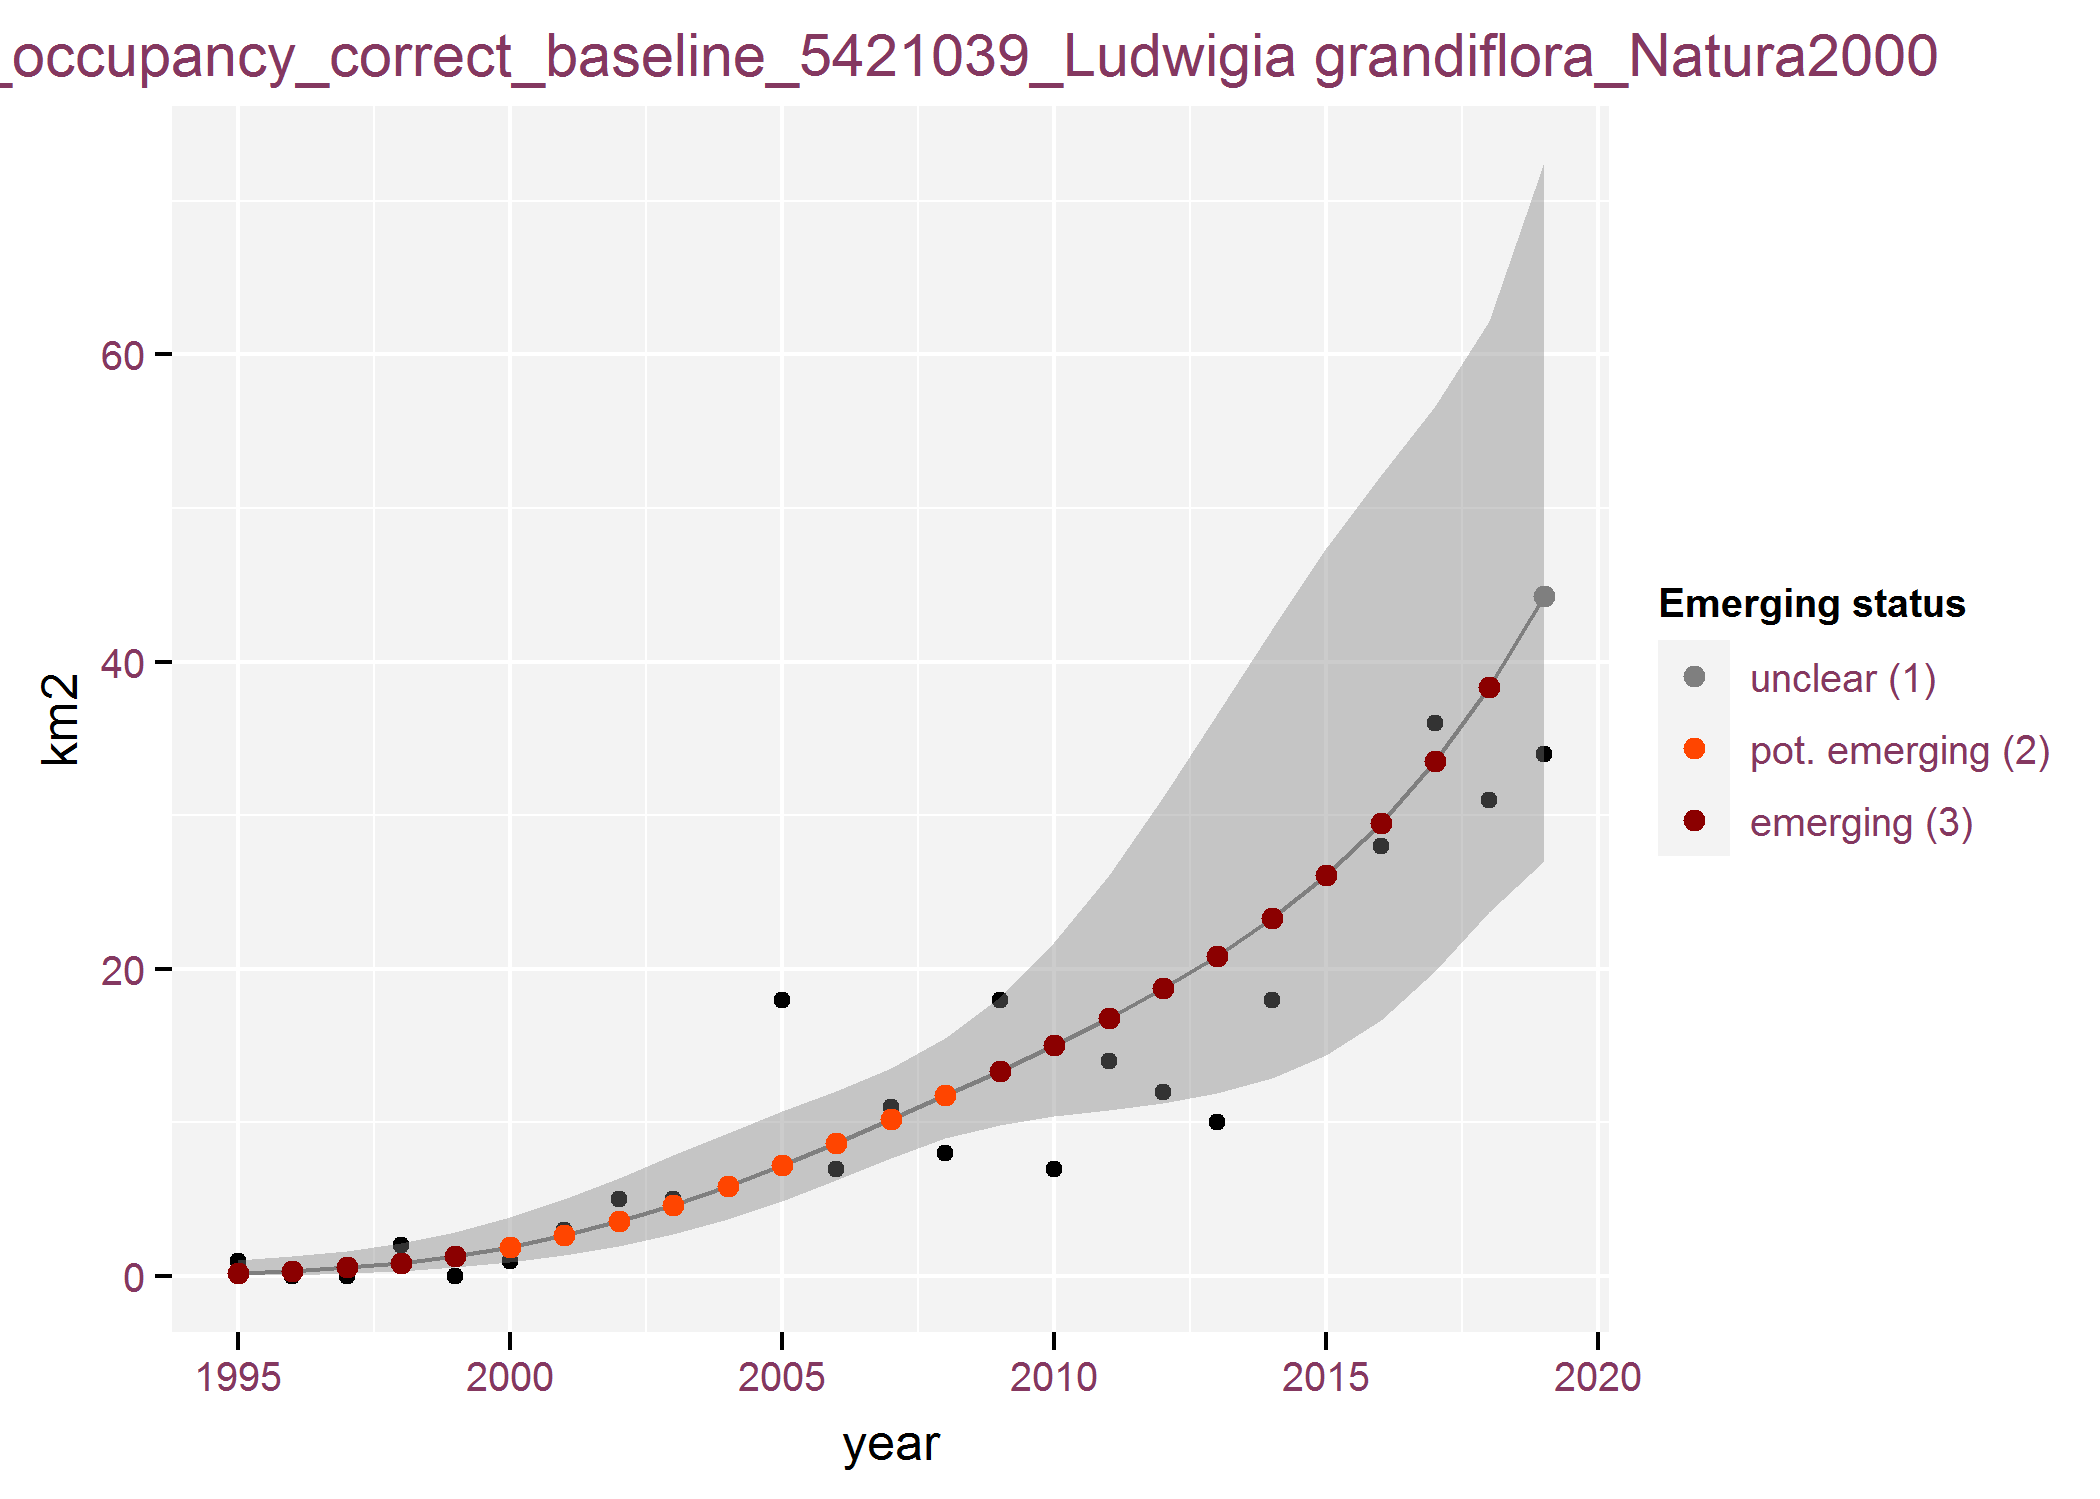 _occupancy_correct_baseline_5421039_Ludwigia grandiflora_Natura2000
60
40
20
0
km2
1995 2000 2005 2010 2015 2020
year
Emerging status
unclear (1)
pot. emerging (2)
emerging (3)